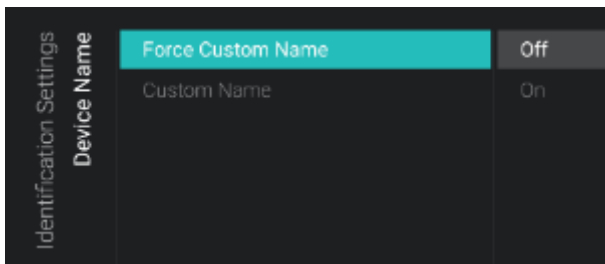 Identification Settings
Device Name
Force Custom Name
Custom Name
Off
On